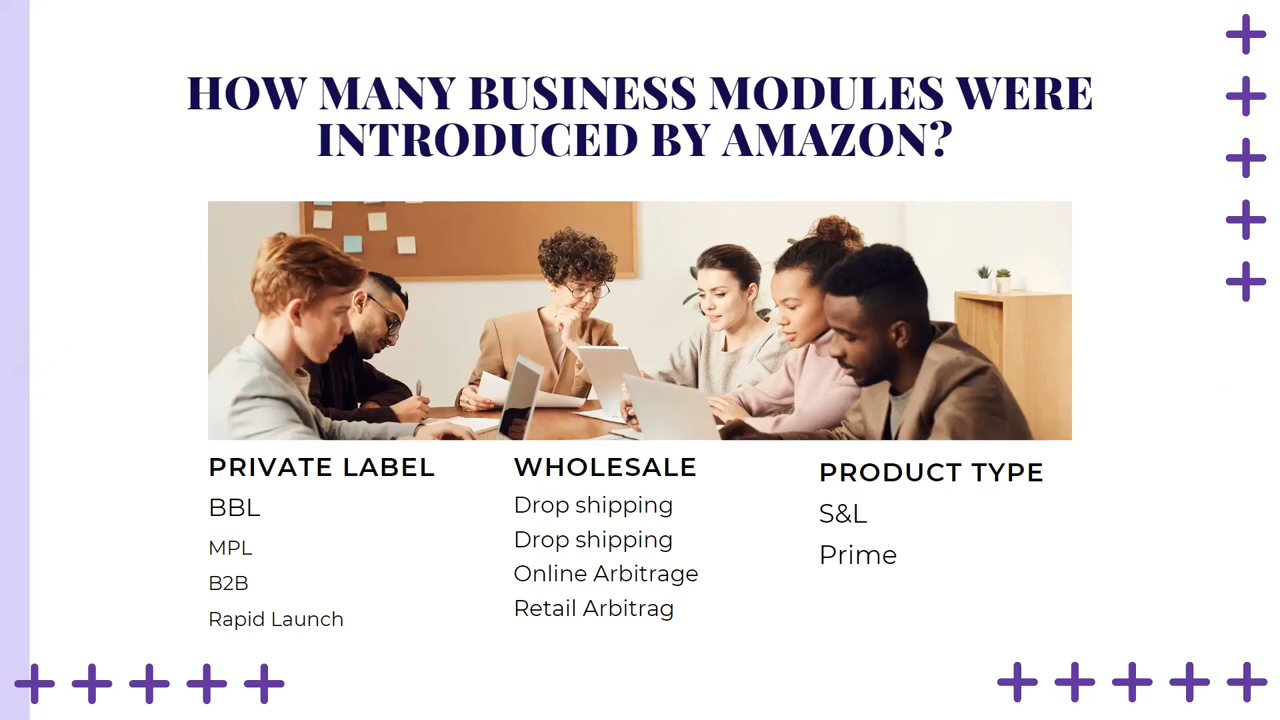 HOW MANY BUSINESS MODULES WERE
INTRODUCED BY AMAZON?
PRIVATE LABEL
BBL
MPL
B2B
Rapid Launch
WHOLESALE
Drop shipping
Drop shipping
Online Arbitrage
Retail Arbitrag
PRODUCT TYPE
S&L
Prime